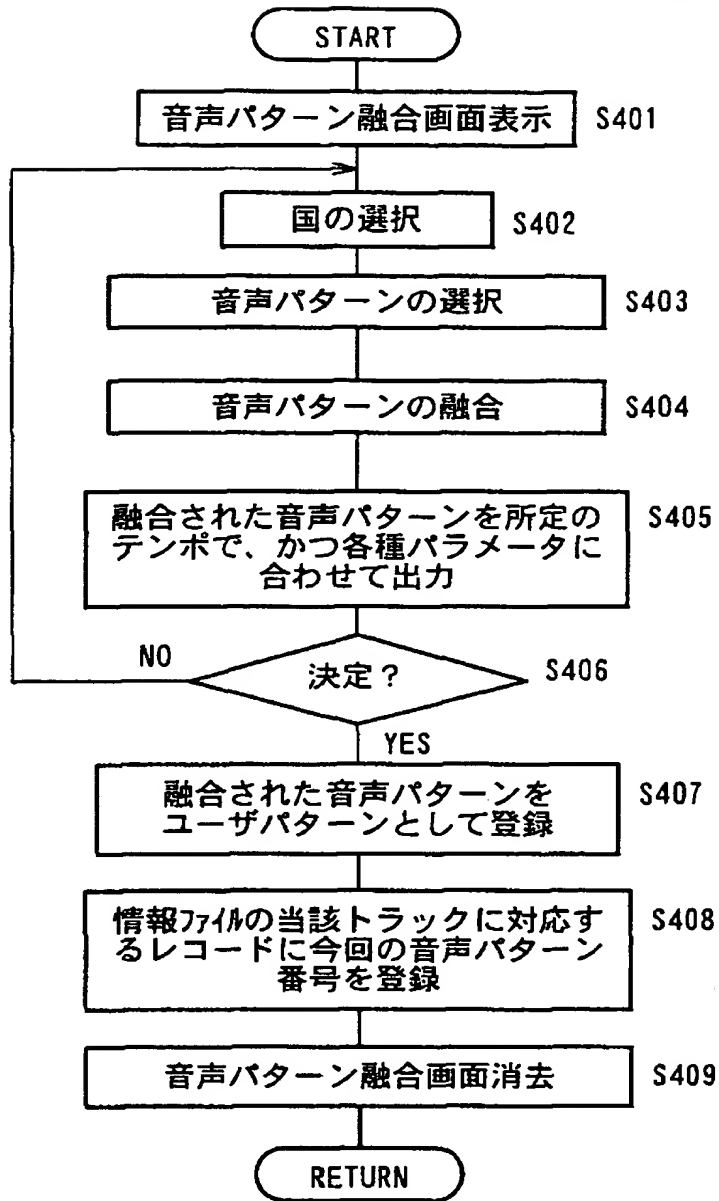 START
音声パターン融合画面表示 S401
国の選択 S402
音声パターンの選択 S403
音声パターンの融合 S404
融合された音声パターンを所定の S405
テンポで、かつ各種パラメータに
合わせて出力
NO 決定? S406
YES
融合された音声パターンを S407
ユーザパターンとして登録
情報ファイルの当該トラックに対応す S408
るレコードに今回の音声パターン
番号を登録
音声パターン融合画面消去 S409
RETURN